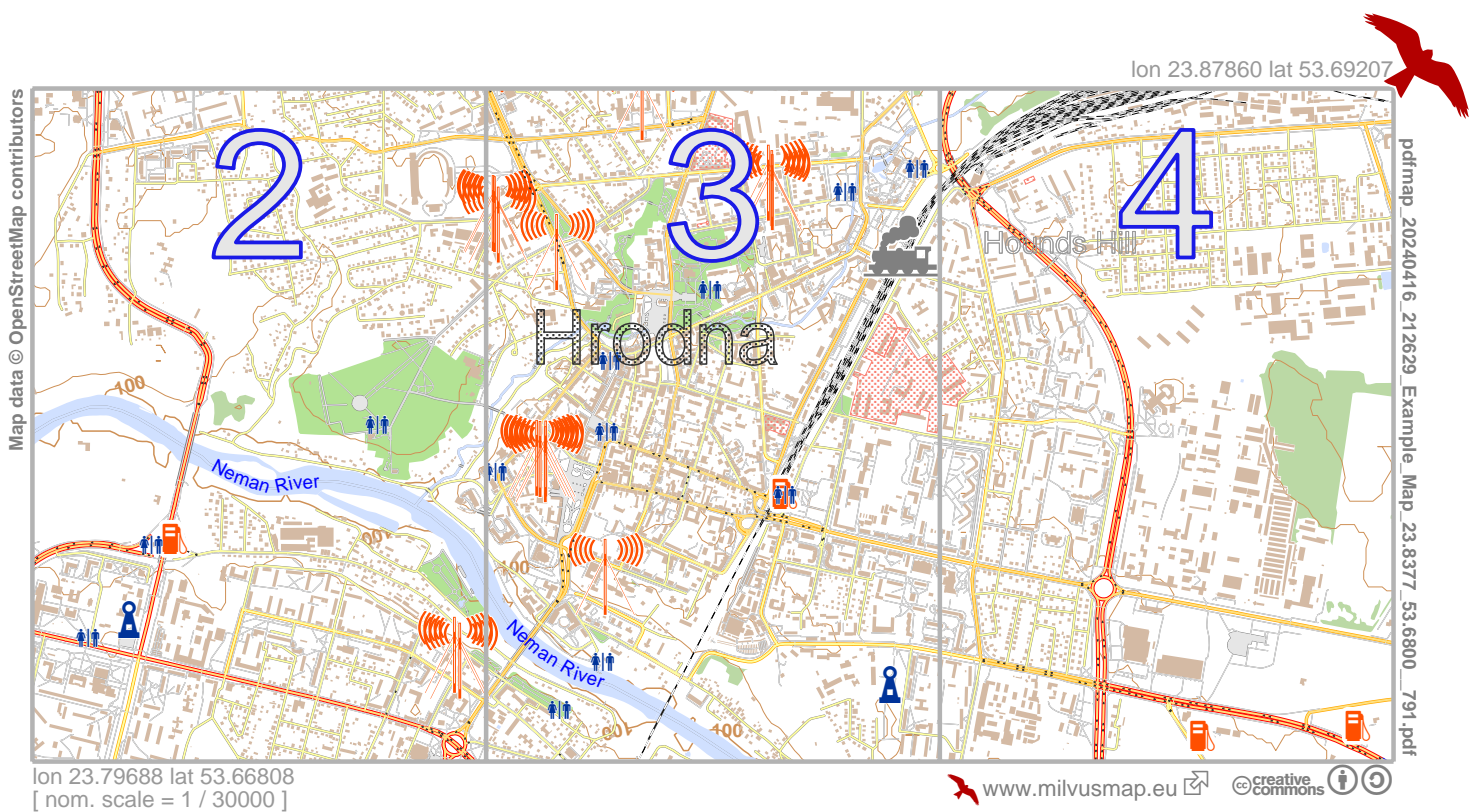 lon 23.87860 lat 53.69207
Map data © OpenStreetMap contributors
pdfmap_20240416_212629_Example_Map_23.8377_53.6800__791.pdf
2
3
4
Hounds Hill
Hrodna
100
Neman River
100
100
Neman River
100
100
lon 23.79688 lat 53.66808
[ nom. scale = 1 / 30000 ]
www.milvusmap.eu
cc creative commons